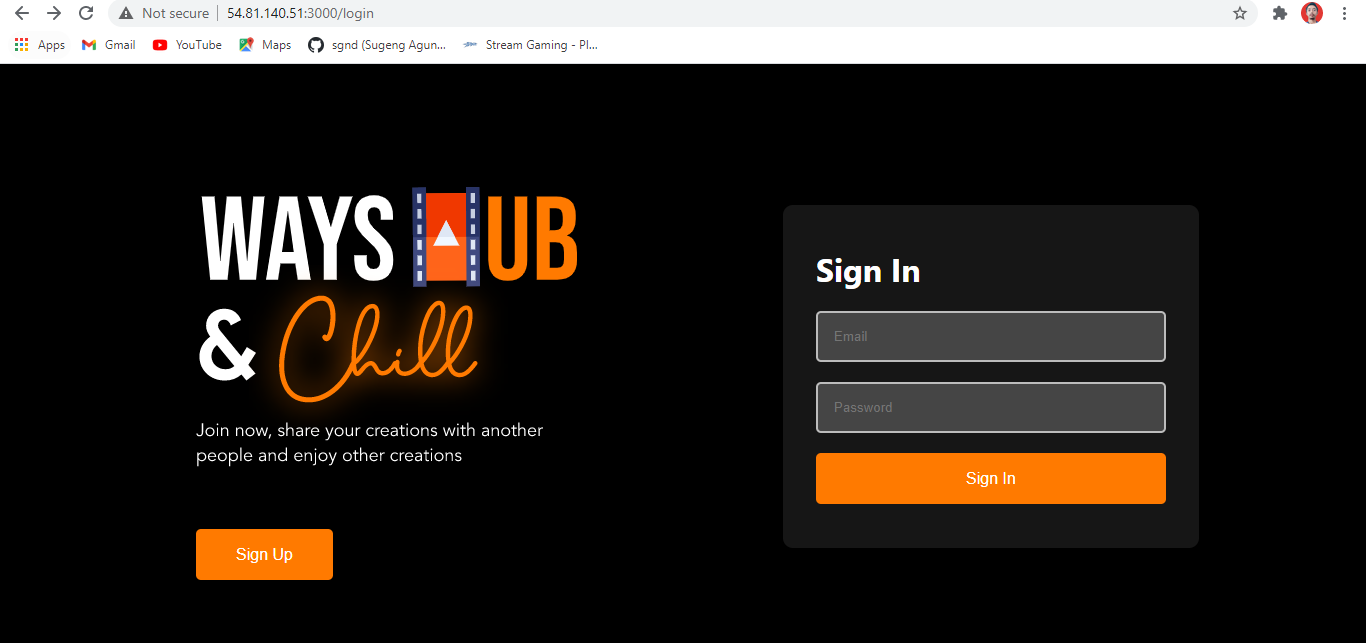 Not secure
54.81.140.51:3000/login
Apps
Gmail
YouTube
Maps
sgnd (Sugeng Agun...
Stream Gaming - Pl...
WAYS HUB
& Chill
Join now, share your creations with another
people and enjoy other creations
Sign Up
Sign In
Email
Password
Sign In